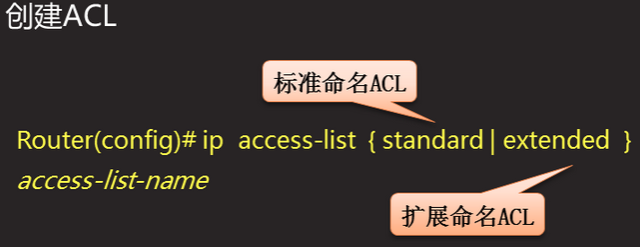 创建ACL
标准命名ACL
Router(config)# ip access-list { standard | extended }
access-list-name
扩展命名ACL